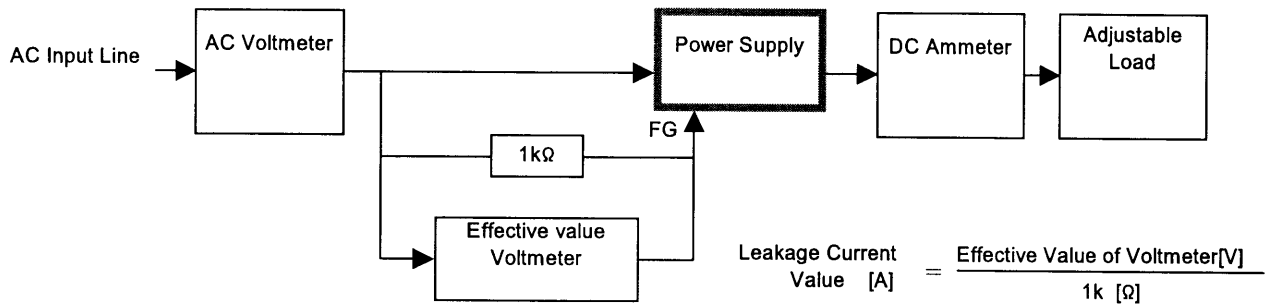 AC Input Line
AC Voltmeter
Power Supply
DC Ammeter
Adjustable
Load
FG
1kΩ
Effective value
Voltmeter
Leakage Current
Value [A]
=
Effective Value of Voltmeter[V]
1k [Ω]